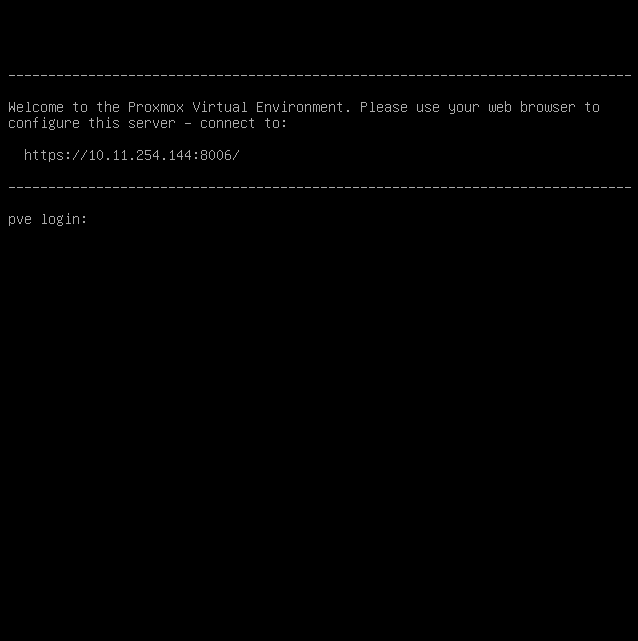 ------------------------------------------------------------------------------
Welcome to the Proxmox Virtual Environment. Please use your web browser to
configure this server - connect to:
https://10.11.254.144:8006/
------------------------------------------------------------------------------
pve login: